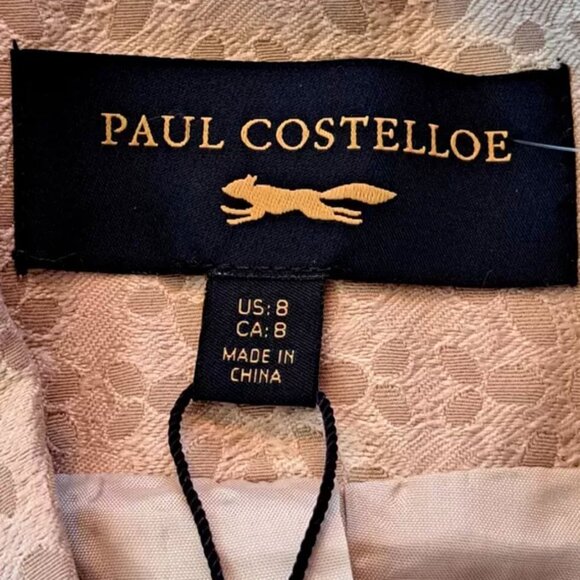 PAUL COSTELLOE
US: 8
CA: 8
MADE IN
CHINA